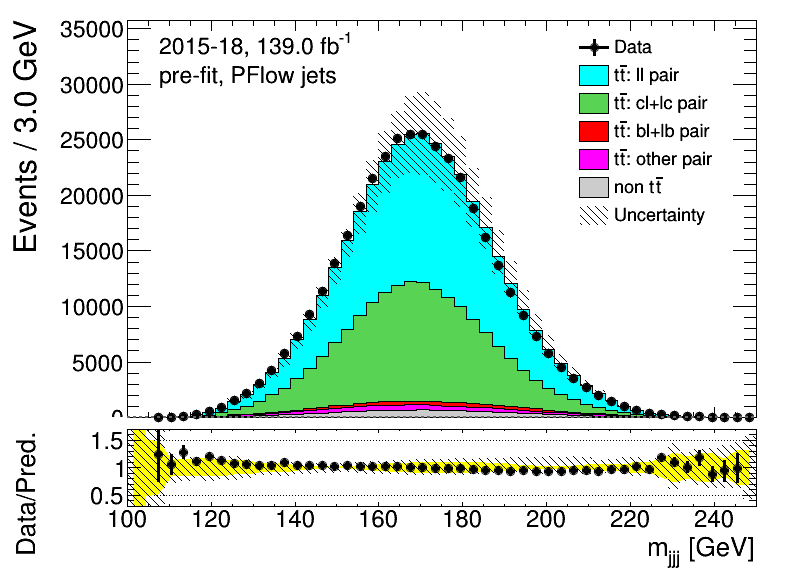 Events / 3.0 GeV
35000
30000
25000
20000
15000
10000
5000
0
2015-18, 139.0 fb⁻¹
pre-fit, PFlow jets
Data
tt̄: ll pair
tt̄: cl+lc pair
tt̄: bl+lb pair
tt̄: other pair
non tt̄
Uncertainty
Data/Pred.
1.5
1
0.5
100 120 140 160 180 200 220 240
mjjj [GeV]